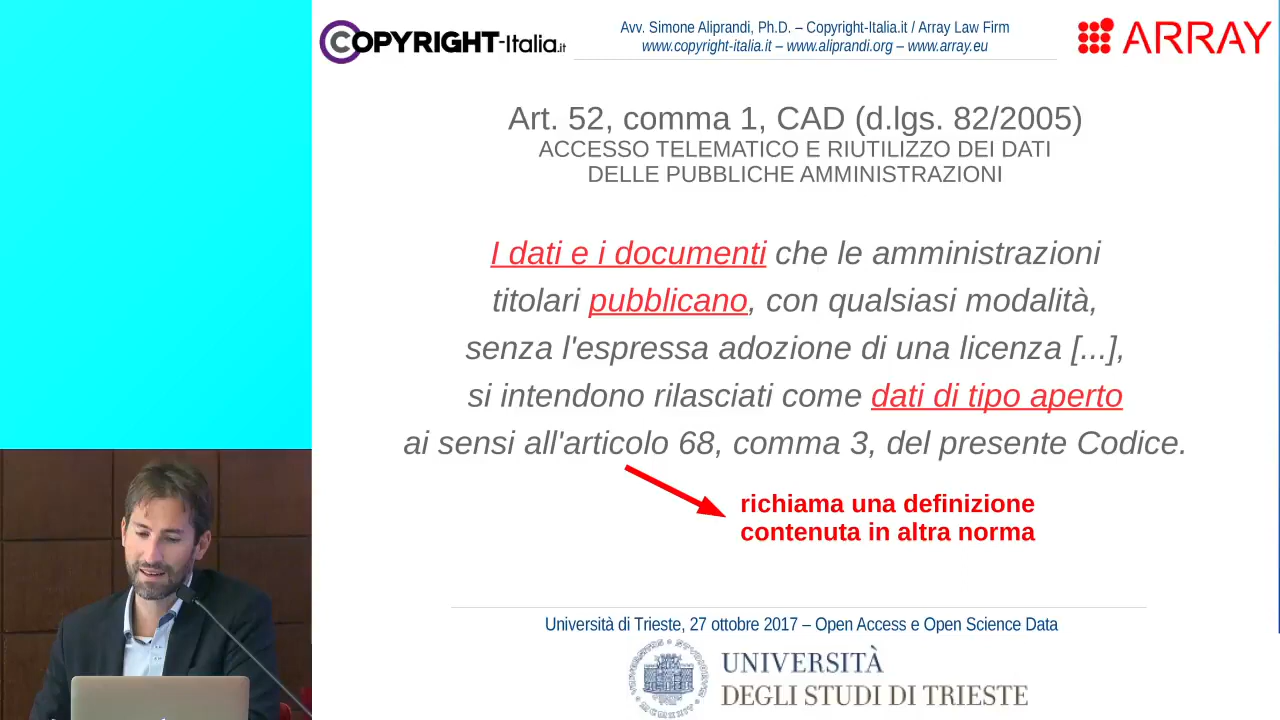 COPYRIGHT-Italia.it
Avv. Simone Aliprandi, Ph.D. – Copyright-Italia.it / Array Law Firm
www.copyright-italia.it – www.aliprandi.org – www.array.eu
ARRAY
Art. 52, comma 1, CAD (d.lgs. 82/2005)
ACCESSO TELEMATICO E RIUTILIZZO DEI DATI
DELLE PUBBLICHE AMMINISTRAZIONI
I dati e i documenti che le amministrazioni
titolari pubblicano, con qualsiasi modalità,
senza l'espressa adozione di una licenza [...],
si intendono rilasciati come dati di tipo aperto
ai sensi all'articolo 68, comma 3, del presente Codice.
richiama una definizione
contenuta in altra norma
Università di Trieste, 27 ottobre 2017 – Open Access e Open Science Data
UNIVERSITÀ
DEGLI STUDI DI TRIESTE